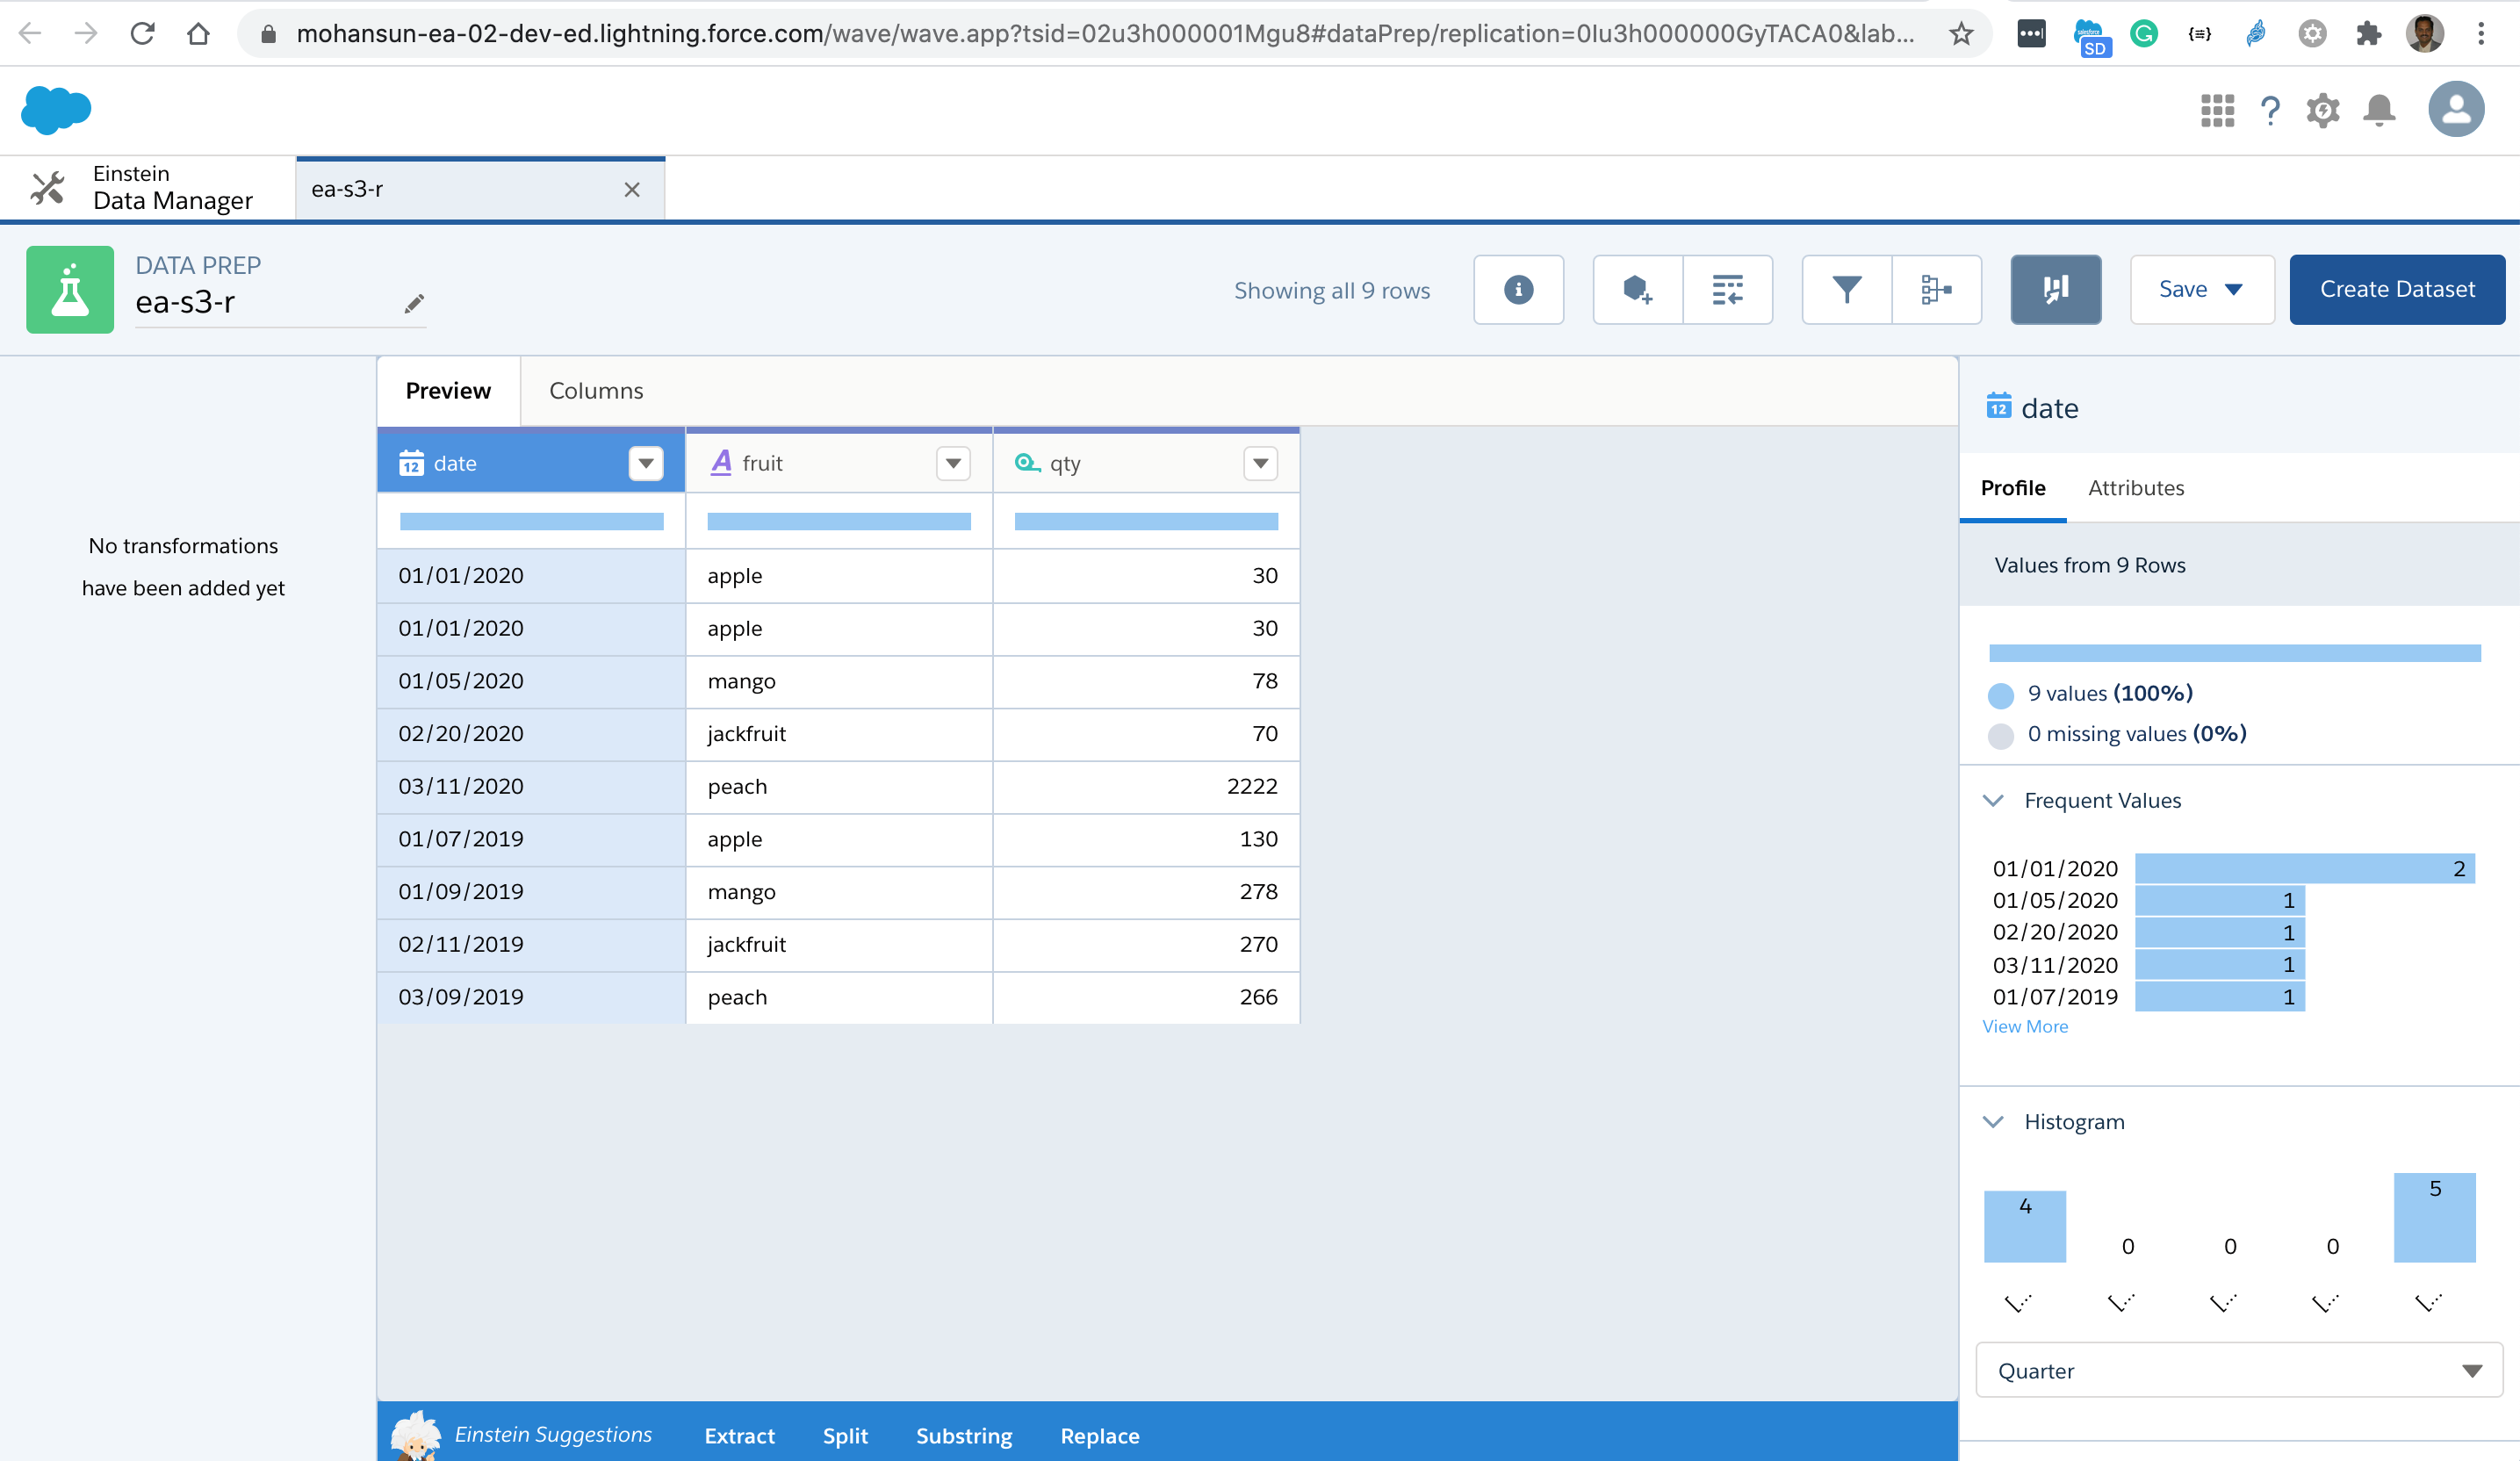 mohansun-ea-02-dev-ed.lightning.force.com/wave/wave.app?tsid=02u3h000001Mgu8#dataPrep/replication=0Iu3h000000GyTACA0&lab...
SD
Einstein
Data Manager
ea-s3-r
DATA PREP
ea-s3-r
Showing all 9 rows
Save
Create Dataset
No transformations
have been added yet
Preview Columns
12 date fruit qty
01/01/2020 apple 30
01/01/2020 apple 30
01/05/2020 mango 78
02/20/2020 jackfruit 70
03/11/2020 peach 2222
01/07/2019 apple 130
01/09/2019 mango 278
02/11/2019 jackfruit 270
03/09/2019 peach 266
Einstein Suggestions Extract Split Substring Replace
12 date
Profile Attributes
Values from 9 Rows
9 values (100%)
0 missing values (0%)
Frequent Values
01/01/2020 2
01/05/2020 1
02/20/2020 1
03/11/2020 1
01/07/2019 1
View More
Histogram
4 0 0 0 5
[... [... [... [... [...
Quarter